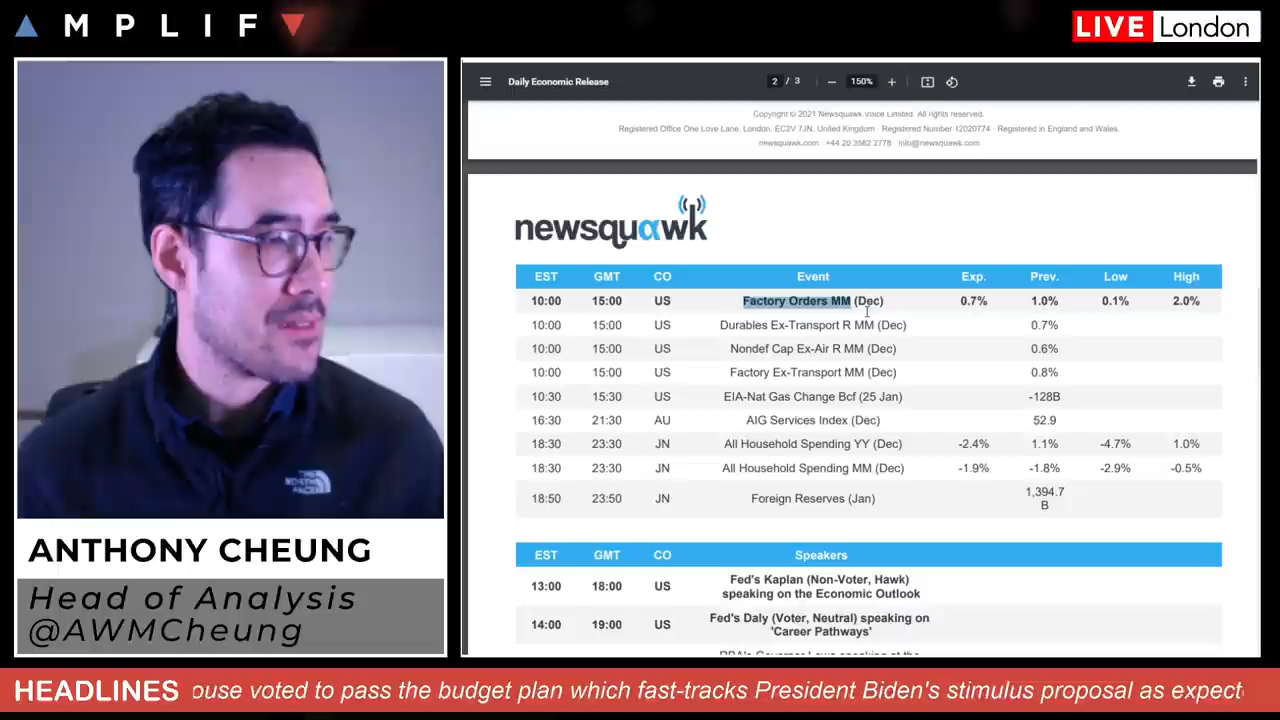 AMPLIFY
LIVE London
Daily Economic Release
2 / 3
150%
Copyright © 2021 Newsquawk Voice Limited. All rights reserved.
Registered Office One Love Lane, London, EC2V 7JN, United Kingdom · Registered Number 12020774 · Registered in England and Wales.
newsquawk.com · +44 20 3582 2778 · info@newsquawk.com
newsquawk
EST GMT CO Event Exp. Prev. Low High
10:00 15:00 US Factory Orders MM (Dec) 0.7% 1.0% 0.1% 2.0%
10:00 15:00 US Durables Ex-Transport R MM (Dec) 0.7%
10:00 15:00 US Nondef Cap Ex-Air R MM (Dec) 0.6%
10:00 15:00 US Factory Ex-Transport MM (Dec) 0.8%
10:30 15:30 US EIA-Nat Gas Change Bcf (25 Jan) -128B
16:30 21:30 AU AIG Services Index (Dec) 52.9
18:30 23:30 JN All Household Spending YY (Dec) -2.4% 1.1% -4.7% 1.0%
18:30 23:30 JN All Household Spending MM (Dec) -1.9% -1.8% -2.9% -0.5%
18:50 23:50 JN Foreign Reserves (Jan) 1,394.7
B
EST GMT CO Speakers
13:00 18:00 US Fed's Kaplan (Non-Voter, Hawk)
speaking on the Economic Outlook
14:00 19:00 US Fed's Daly (Voter, Neutral) speaking on
'Career Pathways'
THE
NORTH
FACE
ANTHONY CHEUNG
Head of Analysis
@AWMCheung
HEADLINES ouse voted to pass the budget plan which fast-tracks President Biden's stimulus proposal as expect